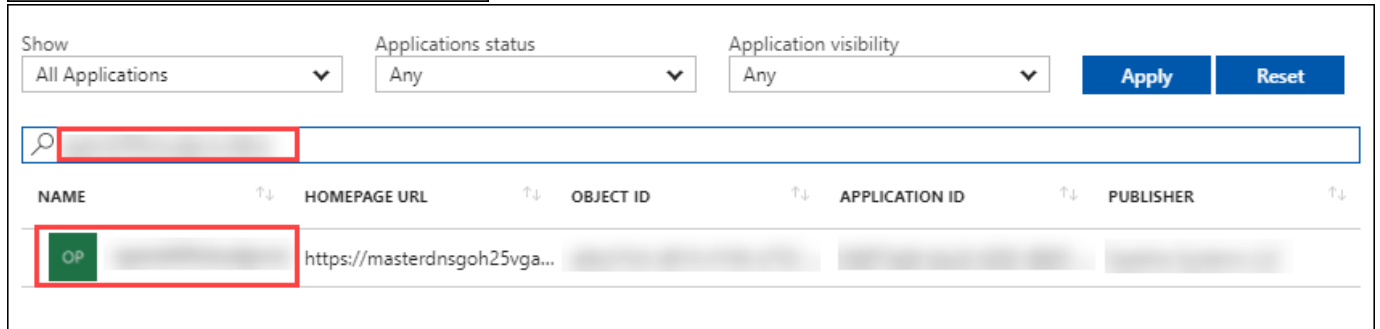 Show Applications status Application visibility
All Applications Any Any Apply Reset
NAME HOMEPAGE URL OBJECT ID APPLICATION ID PUBLISHER
OP https://masterdnsgoh25vga...